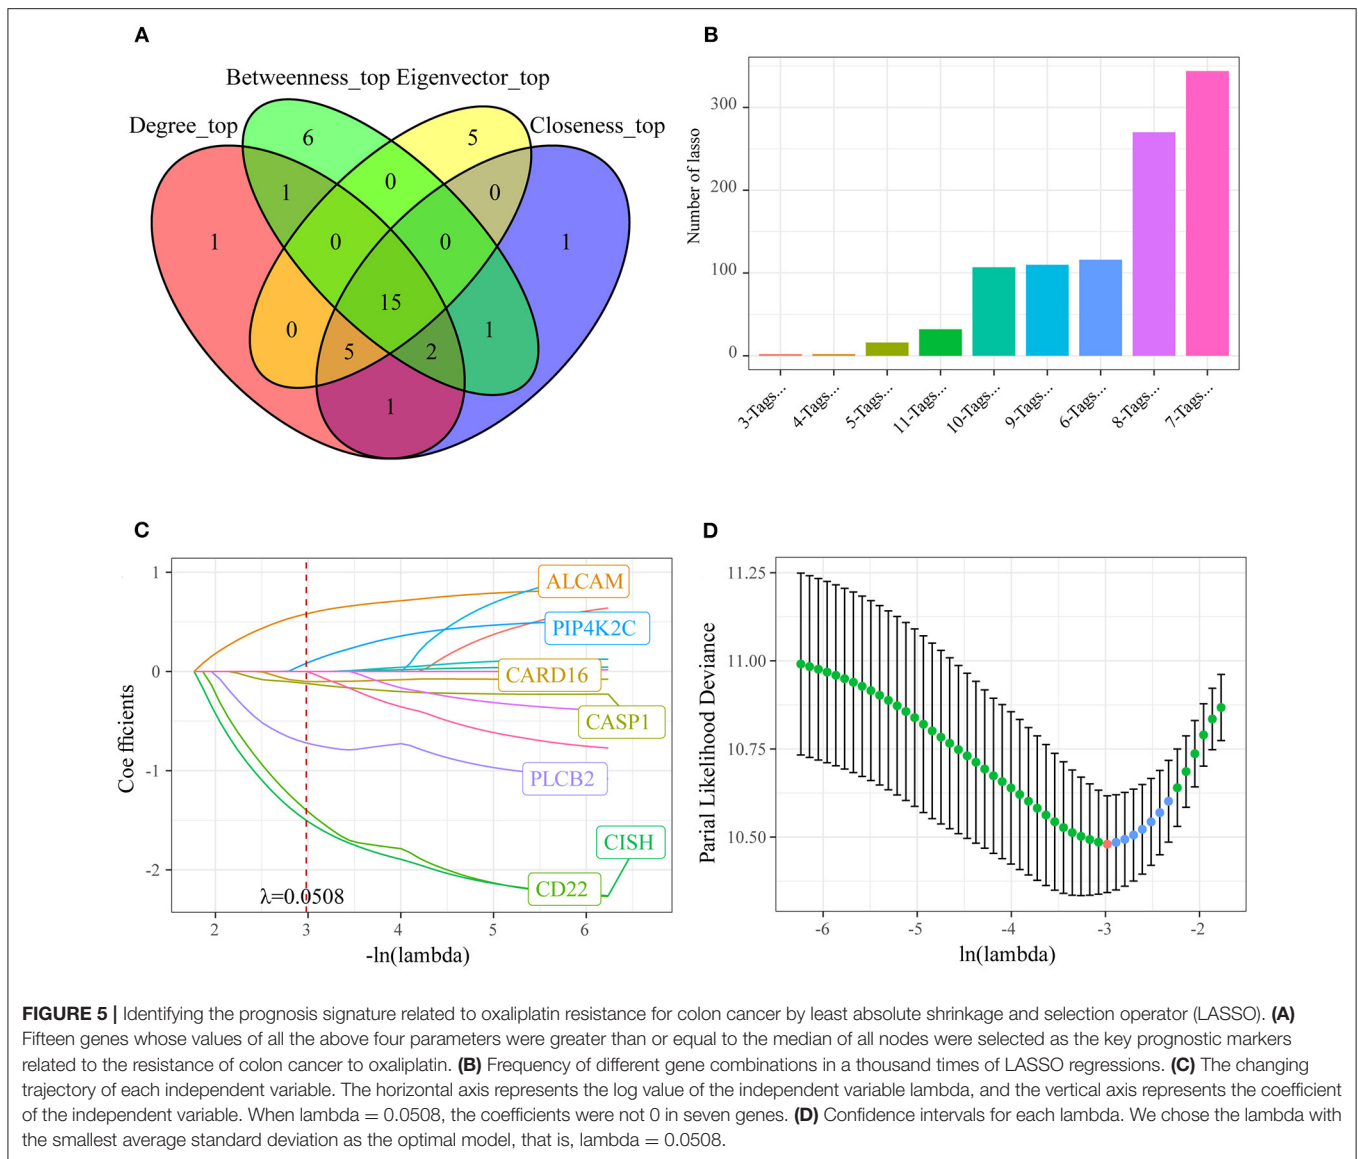 A
Betweenness_top Eigenvector_top
Degree_top
Closeness_top
6
5
1
0
0
1
0
0
1
15
0
1
5
2
1
B
Number of lasso
300
200
100
0
3-Tags...
4-Tags...
5-Tags...
11-Tags...
10-Tags...
9-Tags...
6-Tags...
8-Tags...
7-Tags...
C
Coe fficients
1
0
-1
-2
ALCAM
PIP4K2C
CARD16
CASP1
PLCB2
CISH
CD22
λ=0.0508
2
3
4
5
6
-ln(lambda)
D
Parial Likelihood Deviance
11.25
11.00
10.75
10.50
-6
-5
-4
-3
-2
ln(lambda)
FIGURE 5 | Identifying the prognosis signature related to oxaliplatin resistance for colon cancer by least absolute shrinkage and selection operator (LASSO). (A)
Fifteen genes whose values of all the above four parameters were greater than or equal to the median of all nodes were selected as the key prognostic markers
related to the resistance of colon cancer to oxaliplatin. (B) Frequency of different gene combinations in a thousand times of LASSO regressions. (C) The changing
trajectory of each independent variable. The horizontal axis represents the log value of the independent variable lambda, and the vertical axis represents the coefficient
of the independent variable. When lambda = 0.0508, the coefficients were not 0 in seven genes. (D) Confidence intervals for each lambda. We chose the lambda with
the smallest average standard deviation as the optimal model, that is, lambda = 0.0508.